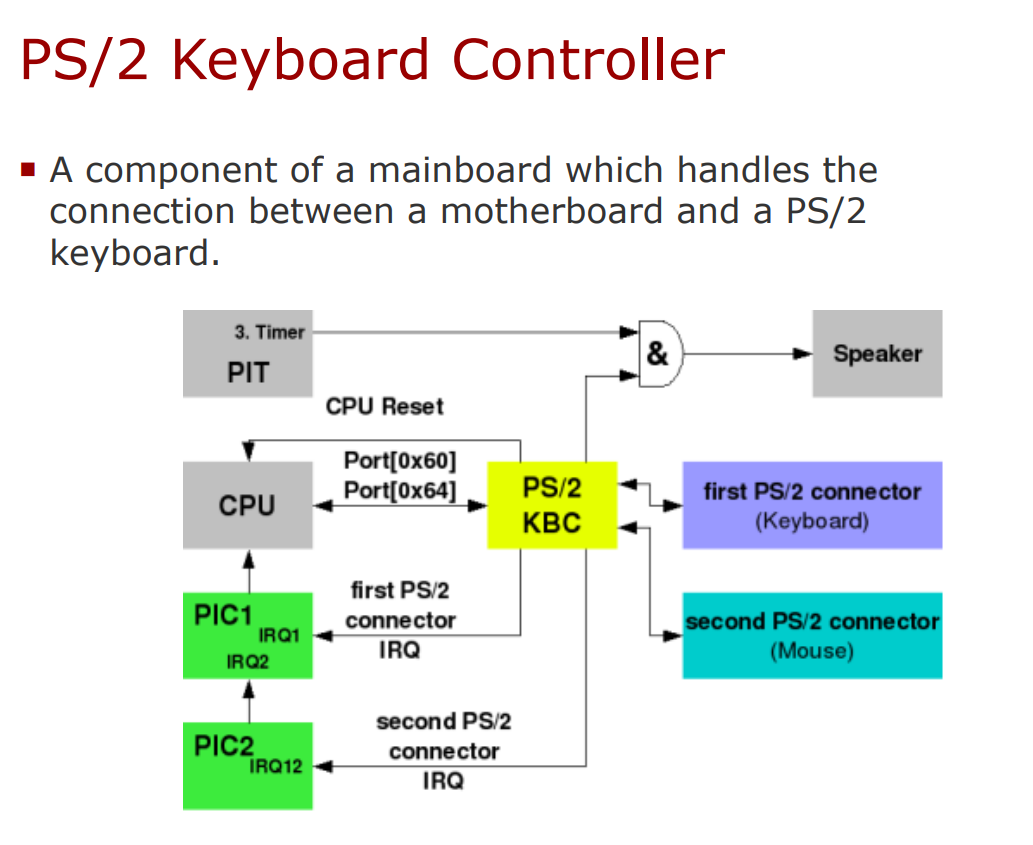 PS/2 Keyboard Controller
■ A component of a mainboard which handles the
connection between a motherboard and a PS/2
keyboard.
3. Timer
PIT
&
Speaker
CPU Reset
CPU
Port[0x60]
Port[0x64]
PS/2
KBC
first PS/2 connector
(Keyboard)
PIC1
IRQ1
IRQ2
first PS/2
connector
IRQ
second PS/2 connector
(Mouse)
PIC2
IRQ12
second PS/2
connector
IRQ